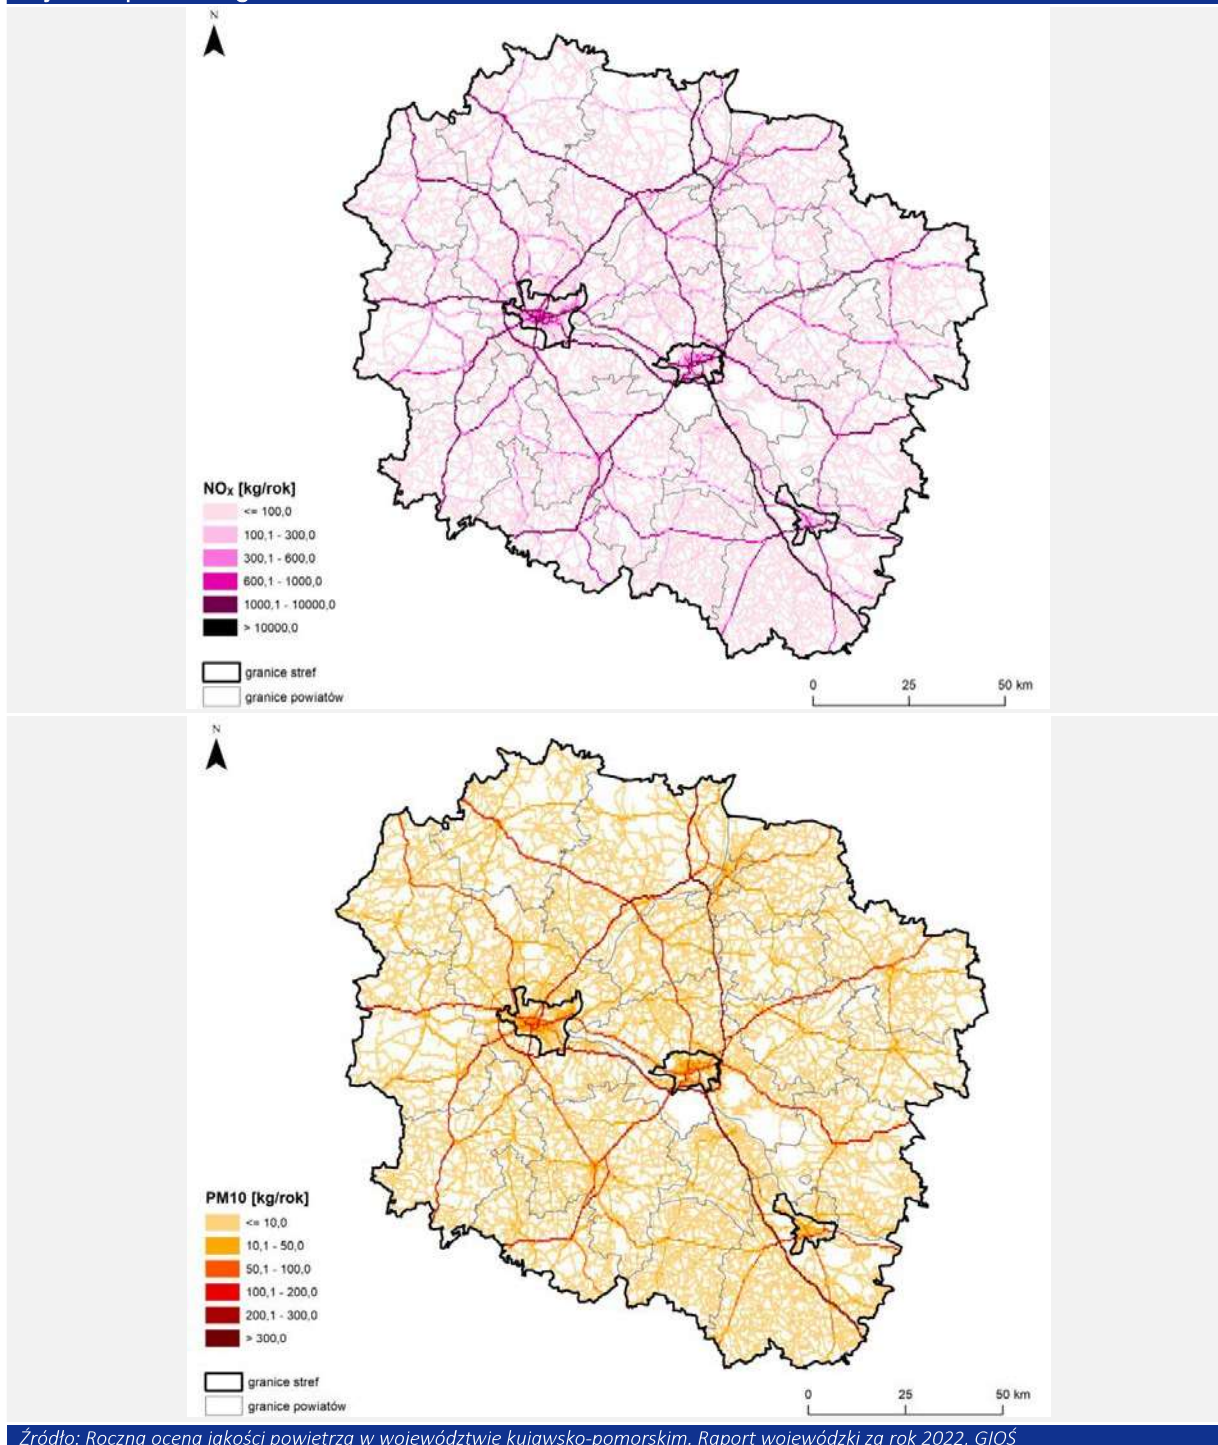 N
NOₓ [kg/rok]
<= 100,0
100,1 - 300,0
300,1 - 600,0
600,1 - 1000,0
1000,1 - 10000,0
> 10000,0
granice stref
granice powiatów
0 25 50 km
N
PM10 [kg/rok]
<= 10,0
10,1 - 50,0
50,1 - 100,0
100,1 - 200,0
200,1 - 300,0
> 300,0
granice stref
granice powiatów
0 25 50 km
Źródło: Roczna ocena jakości powietrza w województwie kujawsko-pomorskim. Raport wojewódzki za rok 2022, GIOŚ